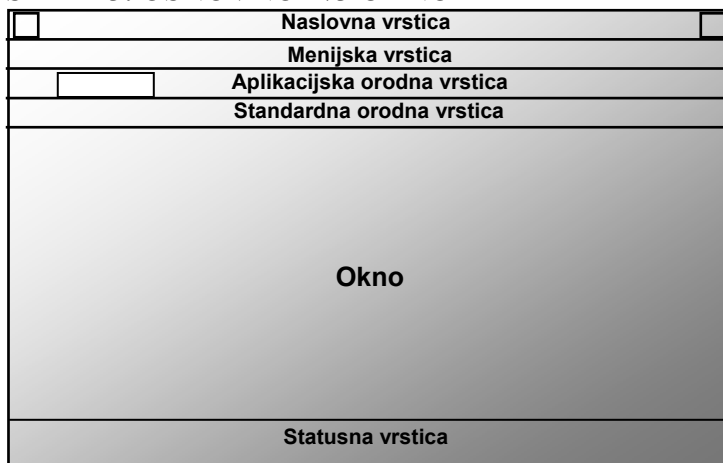 Naslovna vrstica
Menijska vrstica
Aplikacijska orodna vrstica
Standardna orodna vrstica
Okno
Statusna vrstica